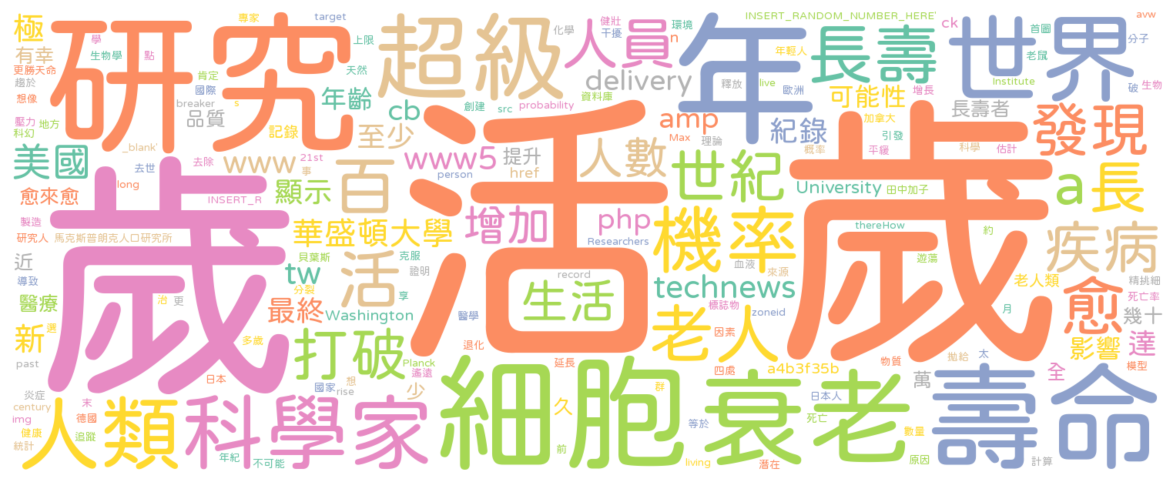 極 專家 target 上限 化學 健壯 環境 INSERT_RANDOM_NUMBER_HERE' avw
有幸 學 點 研究 超級 干擾 人員 n 年 年輕人 長壽 ck 首圖 世界 分子
更勝天命 生物學 肯定 天然 delivery 釋放 live 歐洲 老鼠 Institute 破 生物
趨於 國際 年齡 cb 創建 src 資料庫 可能性 增長 長壽者
想像 breaker s 品質 probability amp Max 紀錄 加拿大 引發 發現
壓力 地方 _blank' 記錄 至少 理論 平緩 科學 估計
科幻 美國 去世 去除 www 百 www5 提升 人數 世紀 概率 University 田中加子 a 長
愈來愈 long 21st 事 顯示 person href 活
INSERT_R 歲 歲
製造 華盛頓大學 增加 php 機率 thereHow 約 疾病
研究人 馬克斯普朗克人口研究所 Researchers
近 貝葉斯 克服 證明 record 血液 來源 遊蕩
導致 tw 活 生活 technews 老人類 精挑細
醫療 分裂 享 標誌物 死亡率
治 更 最終 Washington 醫學 zoneid 月 愈 幾十
新 週 多歲 退化 老人 因素 影響 達
past 打破 Planck 遙遠 延長 物質 太 模型
炎症 日本 國家 想 少 四處 a4b3f35b 拋給 萬 全
century 末 rise 群 日本人
img 德國 人類 科學家 細胞 久 等於 死亡 衰老 數量 壽命
健康 追蹤 前
統計 年紀 不可能 living 潛在 原因 計算